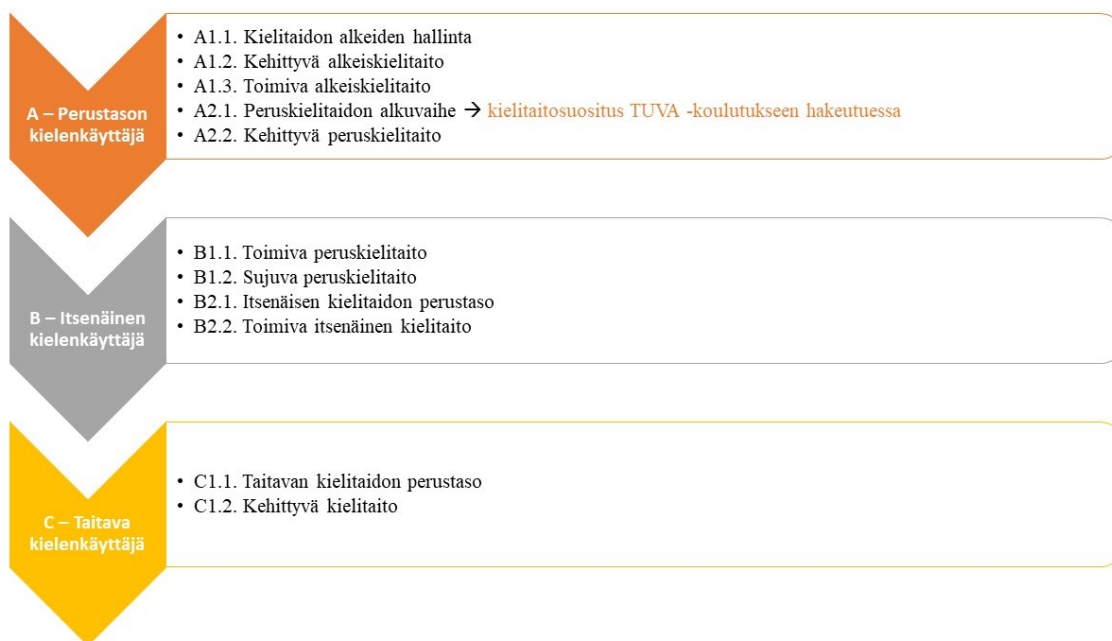 A – Perustason
kielenkäyttäjä
• A1.1. Kielitaidon alkeiden hallinta
• A1.2. Kehittyvä alkeiskielitaito
• A1.3. Toimiva alkeiskielitaito
• A2.1. Peruskielitaidon alkuvaihe → kielitaitosuositus TUVA -koulutukseen hakeutuessa
• A2.2. Kehittyvä peruskielitaito
B – Itsenäinen
kielenkäyttäjä
• B1.1. Toimiva peruskielitaito
• B1.2. Sujuva peruskielitaito
• B2.1. Itsenäisen kielitaidon perustaso
• B2.2. Toimiva itsenäinen kielitaito
C – Taitava
kielenkäyttäjä
• C1.1. Taitavan kielitaidon perustaso
• C1.2. Kehittyvä kielitaito